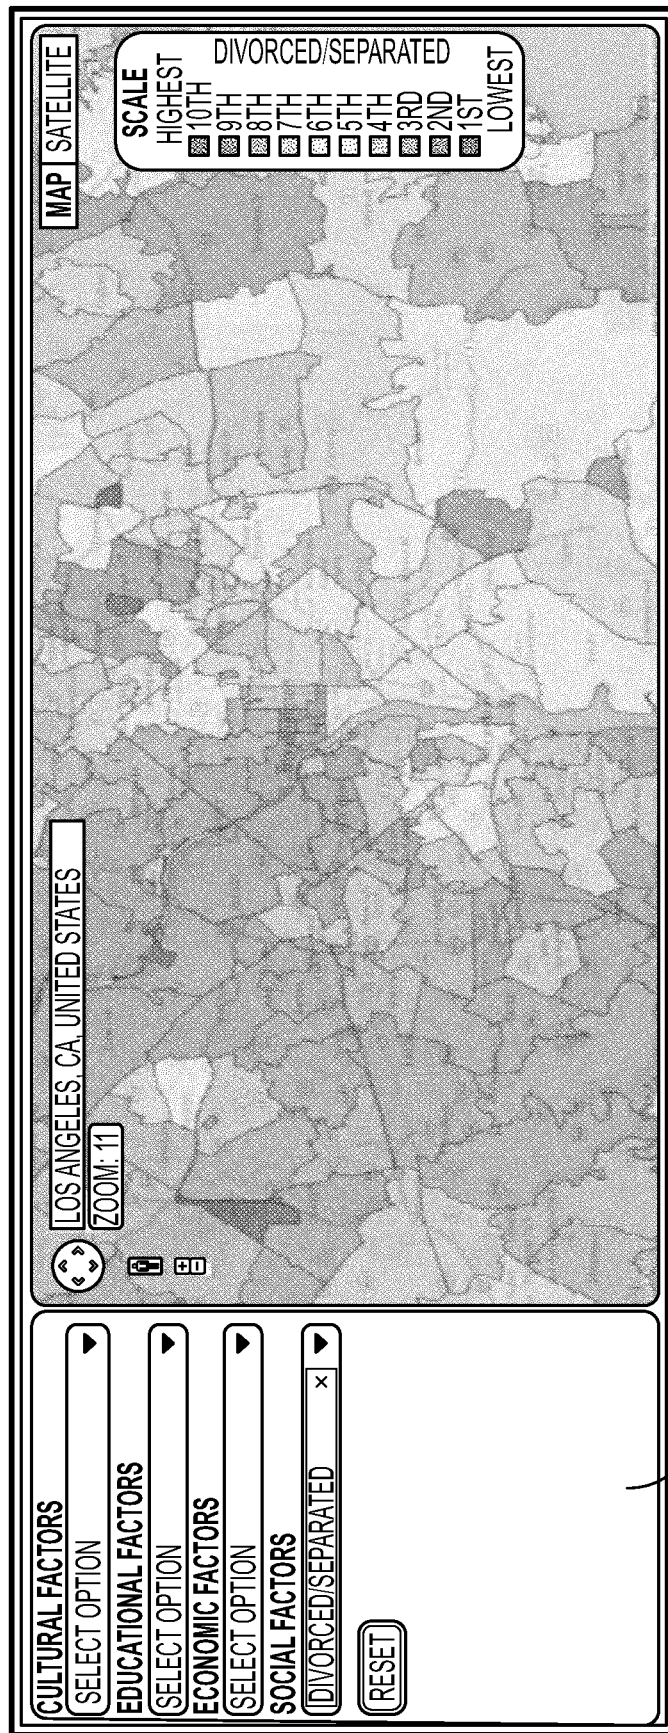 CULTURAL FACTORS
SELECT OPTION
EDUCATIONAL FACTORS
SELECT OPTION
ECONOMIC FACTORS
SELECT OPTION
SOCIAL FACTORS
DIVORCED/SEPARATED ×
RESET
LOS ANGELES, CA, UNITED STATES
ZOOM: 11
MAP SATELLITE
SCALE
HIGHEST
10TH
9TH
8TH
7TH
6TH
5TH
4TH
3RD
2ND
1ST
LOWEST
DIVORCED/SEPARATED